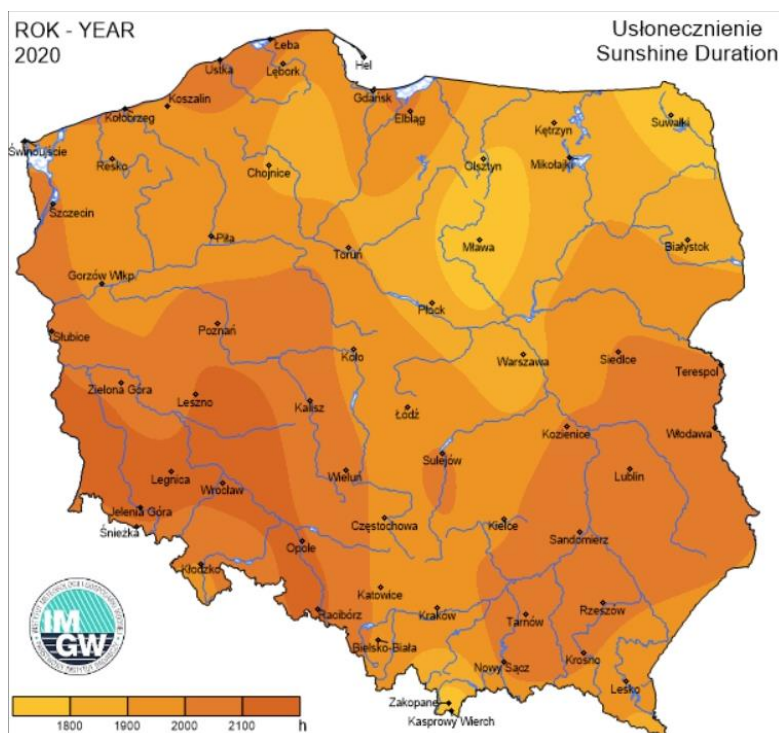 ROK - YEAR
2020
Usłonecznienie
Sunshine Duration
Łeba
Hel
Ustka
Lębork
Gdańsk
Koszalin
Kołobrzeg
Elbląg
Suwałki
Kętrzyn
Świnoujście
Resko
Chojnice
Olsztyn
Mikołajki
Szczecin
Piła
Toruń
Mława
Białystok
Gorzów Wlkp.
Płock
Słubice
Poznań
Koło
Warszawa
Siedlce
Terespol
Zielona Góra
Leszno
Kalisz
Łódź
Kozienice
Włodawa
Sulejów
Legnica
Wrocław
Wieluń
Lublin
Jelenia Góra
Śnieżka
Częstochowa
Kielce
Sandomierz
Opole
Kłodzko
Katowice
Racibórz
Kraków
Tarnów
Rzeszów
Bielsko-Biała
Nowy Sącz
Krosno
Lesko
Zakopane
Kasprowy Wierch
IM
GW
1800 1900 2000 2100 h